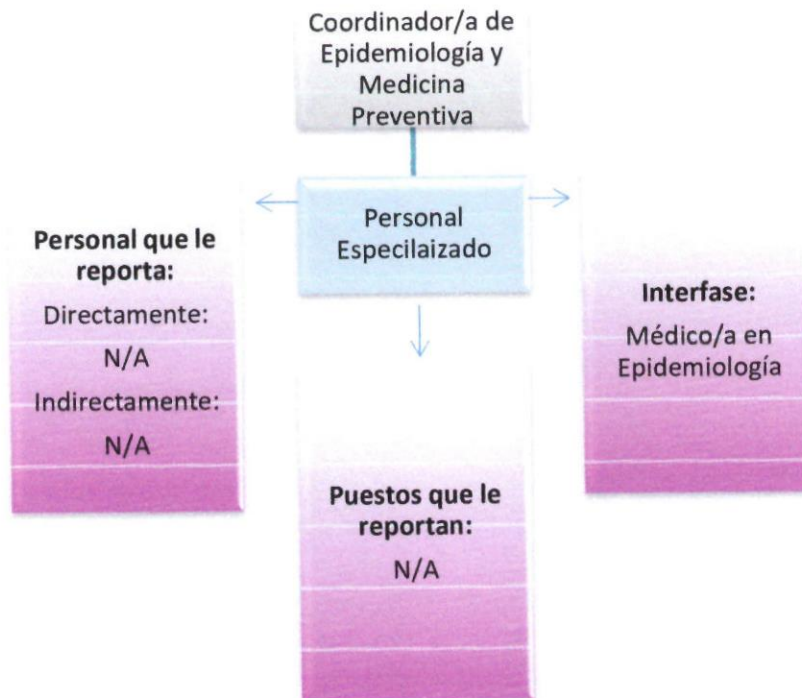 Coordinador/a de
Epidemiología y
Medicina
Preventiva
Personal
Especilaizado
Personal que le
reporta:
Directamente:
N/A
Indirectamente:
N/A
Puestos que le
reportan:
N/A
Interfase:
Médico/a en
Epidemiología